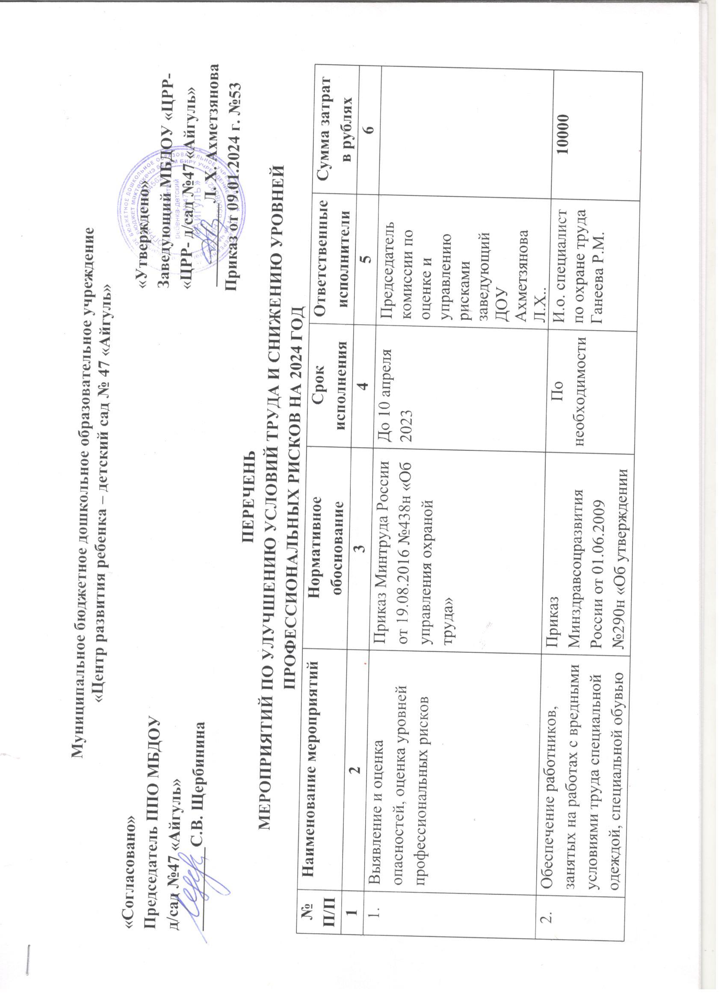 Муниципальное бюджетное дошкольное образовательное учреждение
«Центр развития ребенка – детский сад № 47 «Айгуль»
«Согласовано»
Председатель ППО МБДОУ
д/сад №47 «Айгуль»
С.В. Щербинина
«Утверждено»
Заведующий МБДОУ «ЦРР-
«ЦРР- д/сад №47 «Айгуль»
Л. Х. Ахметзянова
Приказ от 09.01.2024 г. №53
ПЕРЕЧЕНЬ
МЕРОПРИЯТИЙ ПО УЛУЧШЕНИЮ УСЛОВИЙ ТРУДА И СНИЖЕНИЮ УРОВНЕЙ
ПРОФЕССИОНАЛЬНЫХ РИСКОВ НА 2024 ГОД
№
П/П
Наименование мероприятий
Нормативное
обоснование
Срок
исполнения
Ответственные
исполнители
Сумма затрат
в рублях
1
2
3
4
5
6
1.
Выявление и оценка
опасностей, оценка уровней
профессиональных рисков
Приказ Минтруда России
от 19.08.2016 №438н «Об
управления охраной
труда»
До 10 апреля
2023
Председатель
комиссии по
оценке и
управлению
рисками
заведующий
ДОУ
Ахметзянова
Л.Х..
2.
Обеспечение работников,
занятых на работах с вредными
условиями труда специальной
одеждой, специальной обувью
Приказ
Минздравсоцразвития
России от 01.06.2009
№290н «Об утверждении
По
необходимости
И.о. специалист
по охране труда
Ганеева Р.М.
10000